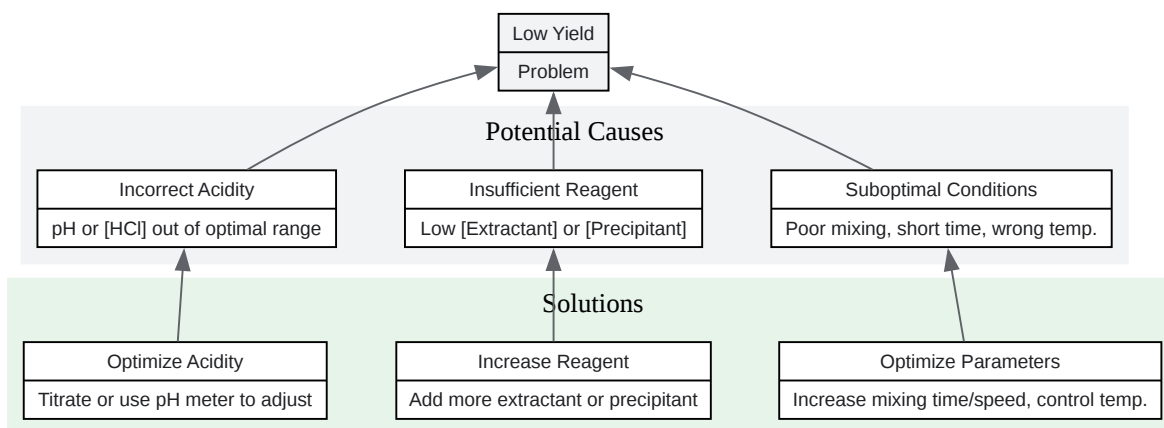 Low Yield
Problem
Potential Causes
Incorrect Acidity
pH or [HCl] out of optimal range
Insufficient Reagent
Low [Extractant] or [Precipitant]
Suboptimal Conditions
Poor mixing, short time, wrong temp.
Solutions
Optimize Acidity
Titrate or use pH meter to adjust
Increase Reagent
Add more extractant or precipitant
Optimize Parameters
Increase mixing time/speed, control temp.